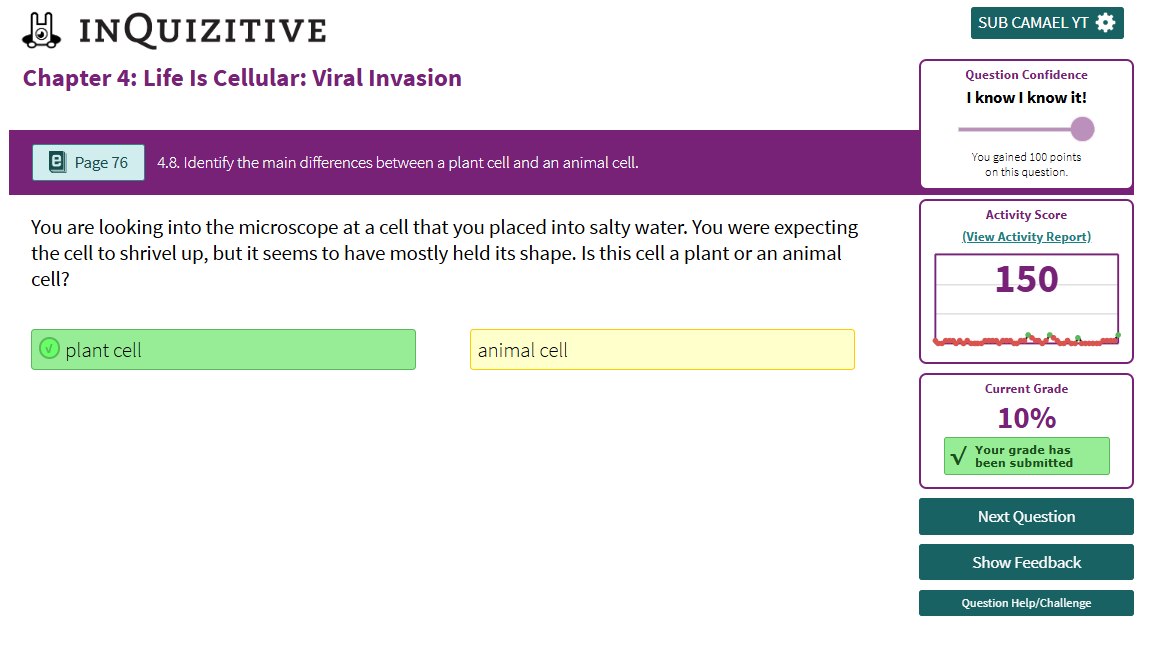 INQUIZITIVE
SUB CAMAEL YT
Chapter 4: Life Is Cellular: Viral Invasion
Question Confidence
I know I know it!
You gained 100 points
on this question.
Page 76
4.8. Identify the main differences between a plant cell and an animal cell.
You are looking into the microscope at a cell that you placed into salty water. You were expecting
the cell to shrivel up, but it seems to have mostly held its shape. Is this cell a plant or an animal
cell?
plant cell
animal cell
Activity Score
(View Activity Report)
150
Current Grade
10%
√ Your grade has
been submitted
Next Question
Show Feedback
Question Help/Challenge